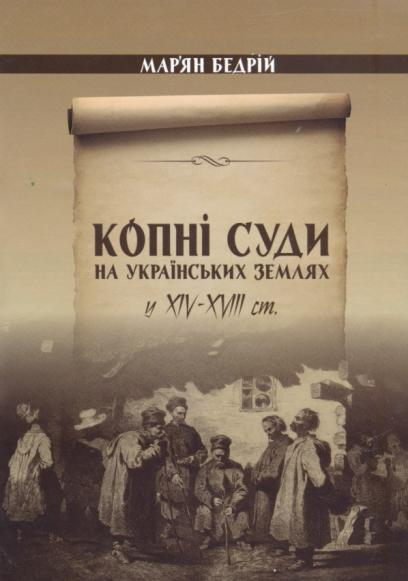 МАР'ЯН БЕДРІЙ
КОПНІ СУДИ
НА УКРАЇНСЬКИХ ЗЕМЛЯХ
у XIV-XVIII ст.